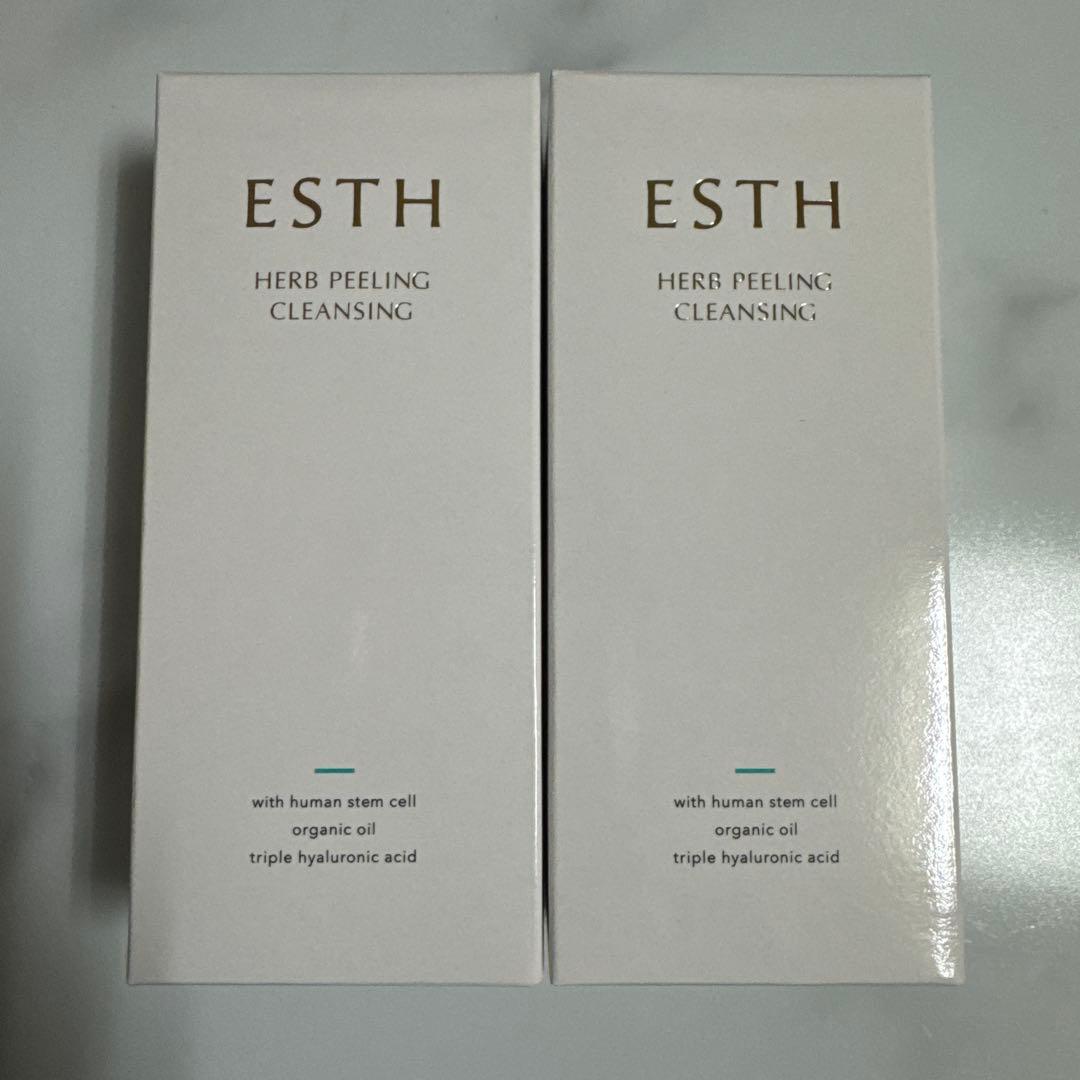 ESTH
HERB PEELING
CLEANSING
with human stem cell
organic oil
triple hyaluronic acid
ESTH
HERB PEELING
CLEANSING
with human stem cell
organic oil
triple hyaluronic acid